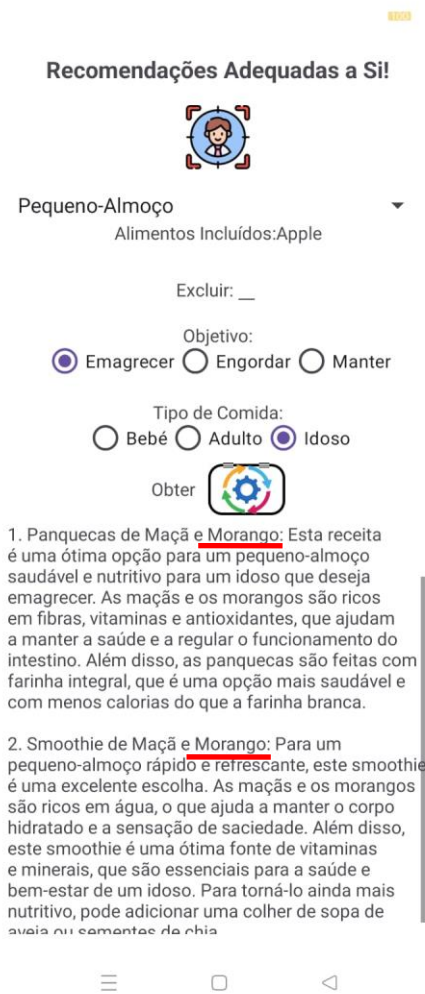 100
Recomendações Adequadas a Si!
Pequeno-Almoço
Alimentos Incluídos:Apple
Excluir: __
Objetivo:
Emagrecer Engordar Manter
Tipo de Comida:
Bebé Adulto Idoso
Obter
1. Panquecas de Maçã e Morango: Esta receita
é uma ótima opção para um pequeno-almoço
saudável e nutritivo para um idoso que deseja
emagrecer. As maçãs e os morangos são ricos
em fibras, vitaminas e antioxidantes, que ajudam
a manter a saúde e a regular o funcionamento do
intestino. Além disso, as panquecas são feitas com
farinha integral, que é uma opção mais saudável e
com menos calorias do que a farinha branca.
2. Smoothie de Maçã e Morango: Para um
pequeno-almoço rápido e refrescante, este smoothie
é uma excelente escolha. As maçãs e os morangos
são ricos em água, o que ajuda a manter o corpo
hidratado e a sensação de saciedade. Além disso,
este smoothie é uma ótima fonte de vitaminas
e minerais, que são essenciais para a saúde e
bem-estar de um idoso. Para torná-lo ainda mais
nutritivo, pode adicionar uma colher de sopa de
aveia ou sementes de chia